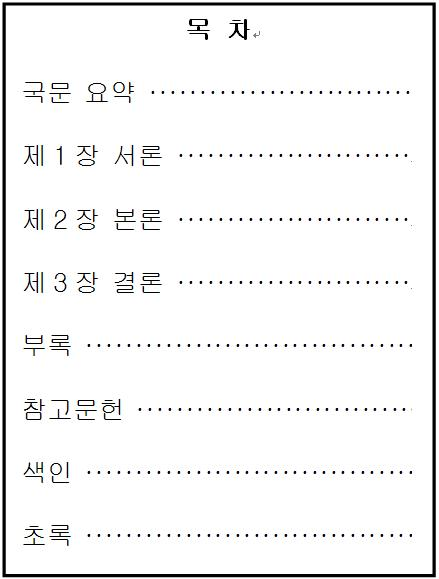 목 차
국문 요약 ································
제 1 장 서론 ····························
제 2 장 본론 ····························
제 3 장 결론 ····························
부록 ········································
참고문헌 ··································
색인 ········································
초록 ········································